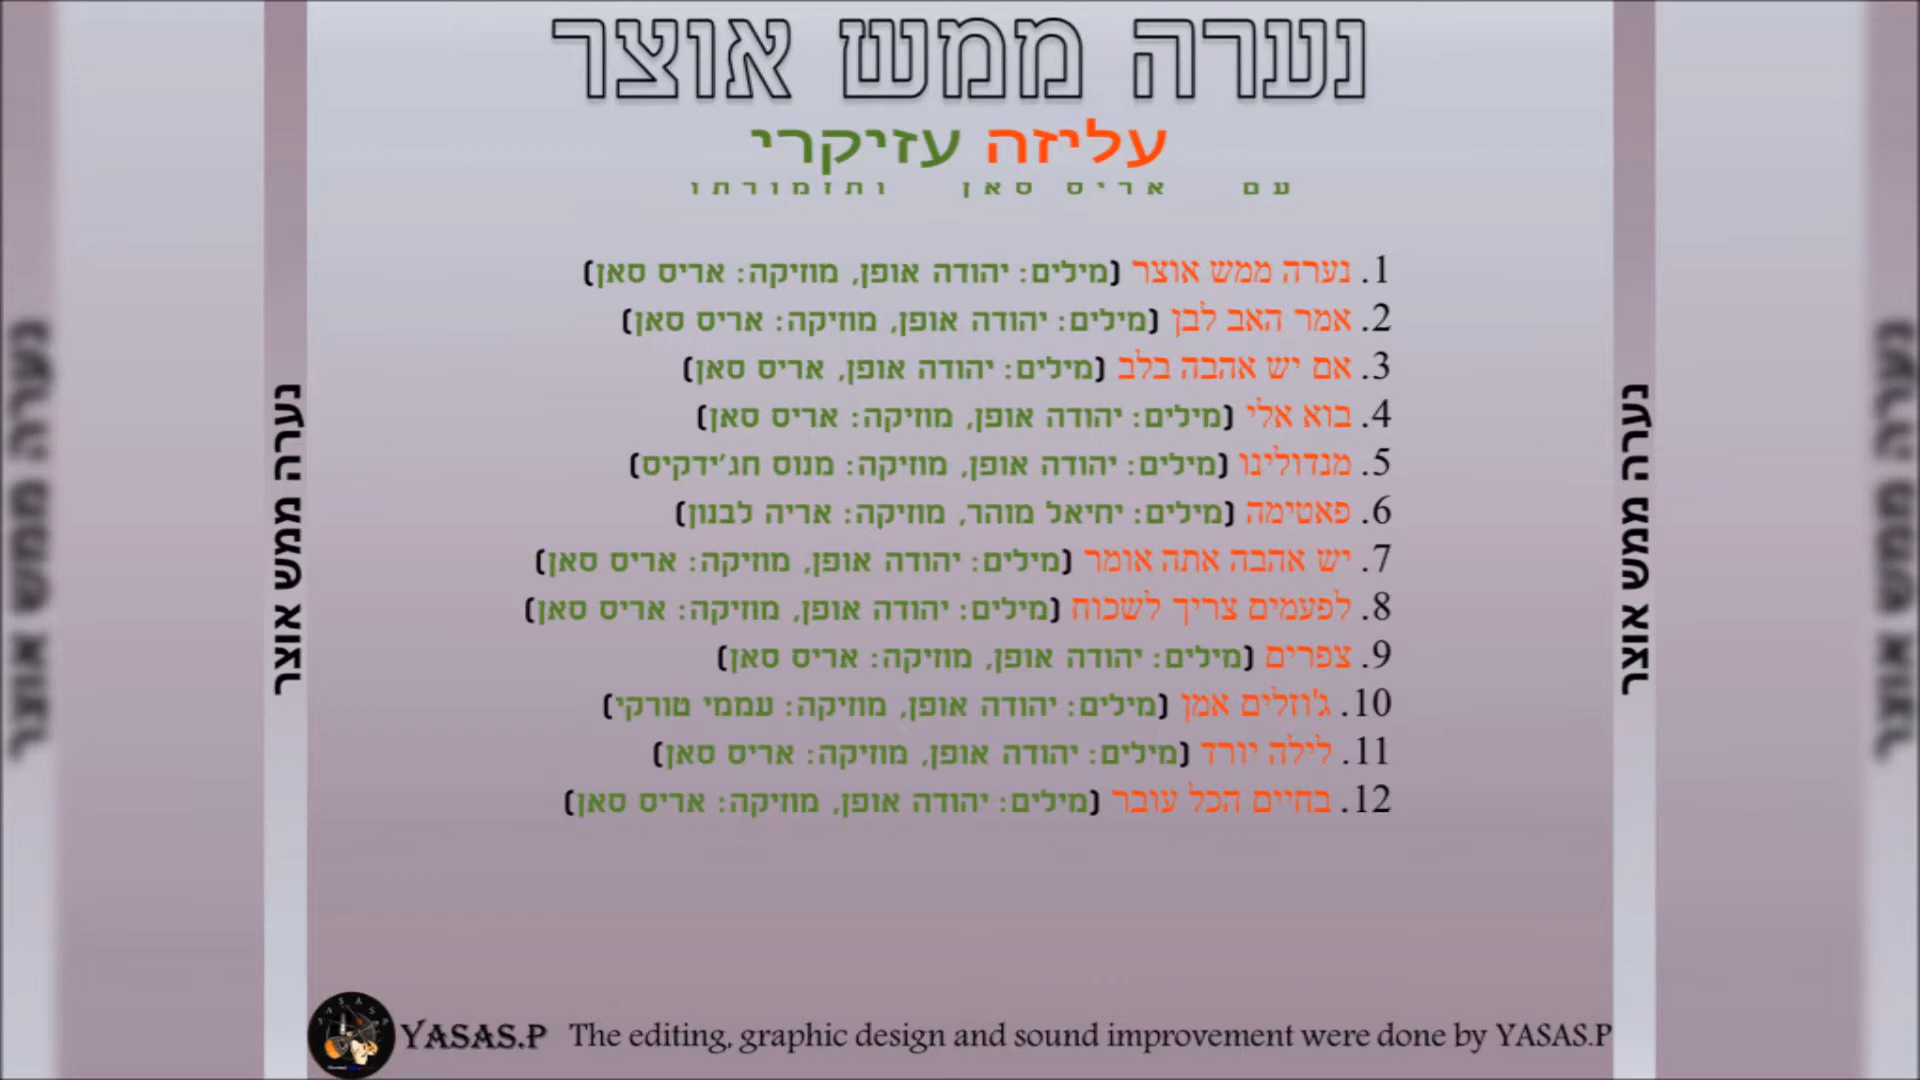 נערה ממש אוצר
עליזה עזיקרי
עם אריס סאן ותזמורתו
1. נערה ממש אוצר (מילים: יהודה אופן, מוזיקה: אריס סאן)
2. אמר האב לבן (מילים: יהודה אופן, מוזיקה: אריס סאן)
3. אם יש אהבה בלב (מילים: יהודה אופן, אריס סאן)
4. בוא אלי (מילים: יהודה אופן, מוזיקה: אריס סאן)
5. מנדולינו (מילים: יהודה אופן, מוזיקה: מנוס חג'ידקיס)
6. פאטימה (מילים: יחיאל מוהר, מוזיקה: אריה לבנון)
7. יש אהבה אתה אומר (מילים: יהודה אופן, מוזיקה: אריס סאן)
8. לפעמים צריך לשכוח (מילים: יהודה אופן, מוזיקה: אריס סאן)
9. צפרים (מילים: יהודה אופן, מוזיקה: אריס סאן)
10. ג'וזלים אמן (מילים: יהודה אופן, מוזיקה: עממי טורקי)
11. לילה יורד (מילים: יהודה אופן, מוזיקה: אריס סאן)
12. בחיים הכל עובר (מילים: יהודה אופן, מוזיקה: אריס סאן)
נערה ממש אוצר
נערה ממש אוצר
נערה ממש אוצר
נערה ממש אוצר
YASAS.P
YASAS.P The editing, graphic design and sound improvement were done by YASAS.P